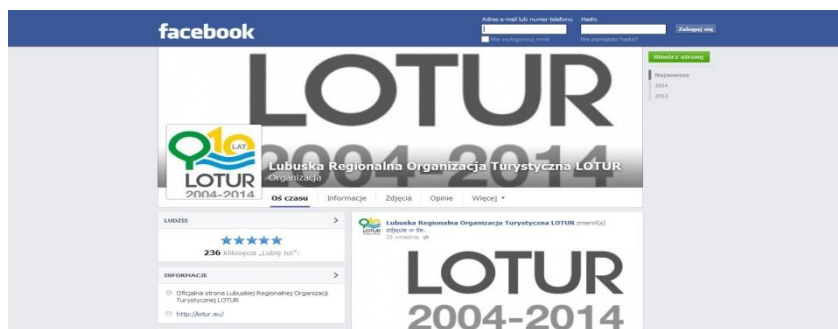 facebook
Adres e-mail lub numer telefonu
Hasło
Zaloguj się
Nie wylogowuj mnie
Nie pamiętasz hasła?
LOTUR
2004-2014
Utwórz stronę
Najnowsze
2014
2013
10 LAT
LOTUR
2004-2014
Lubuska Regionalna Organizacja Turystyczna LOTUR
Organizacja
Oś czasu
Informacje
Zdjęcia
Opinie
Więcej
LUDZIE
236 Kliknięcia „Lubię to!”:
INFORMACJE
Oficjalna strona Lubuskiej Regionalnej Organizacji
Turystycznej LOTUR
http://lotur.eu/
Lubuska Regionalna Organizacja Turystyczna LOTUR zmienił(a)
zdjęcie w tle.
23 września
LOTUR
2004-2014